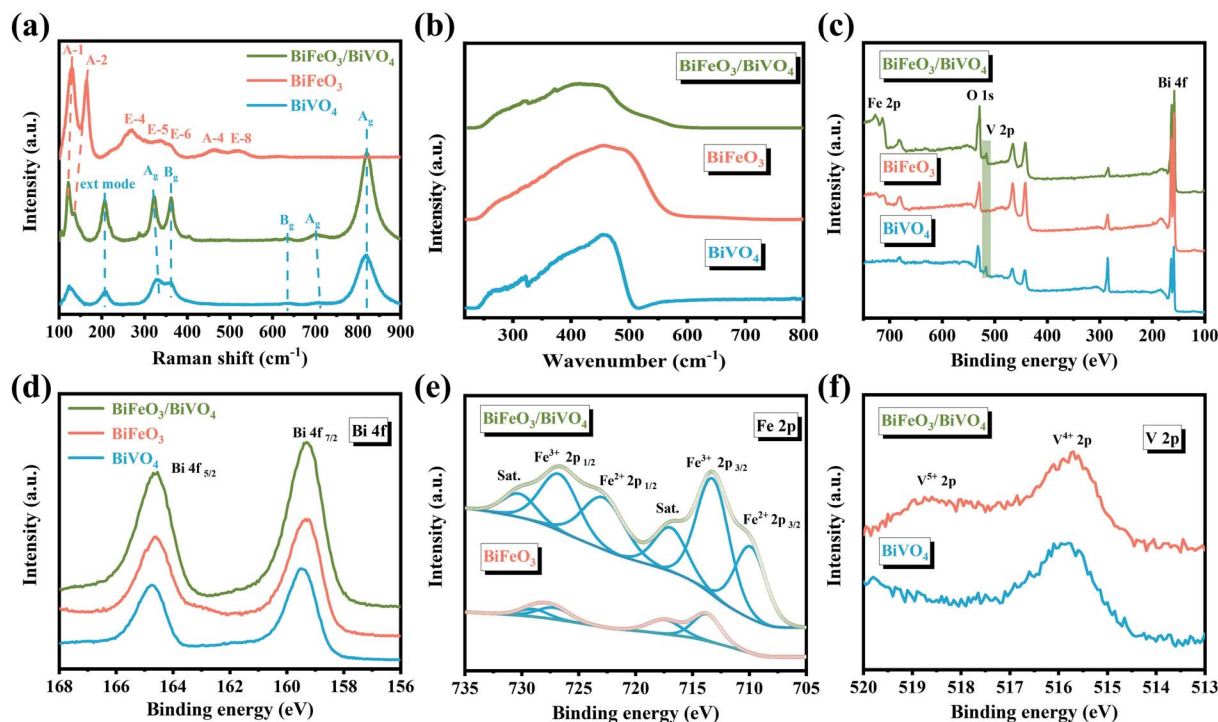 (a)
A-1
A-2
BiFeO₃/BiVO₄
BiFeO₃
BiVO₄
E-4
E-5
E-6
A-4
E-8
Ag
ext mode
Ag
Bg
Bg
Ag
Intensity (a.u.)
100 200 300 400 500 600 700 800 900
Raman shift (cm⁻¹)
(b)
BiFeO₃/BiVO₄
BiFeO₃
BiVO₄
Intensity (a.u.)
300 400 500 600 700 800
Wavenumber (cm⁻¹)
(c)
BiFeO₃/BiVO₄
Bi 4f
Fe 2p
O 1s
V 2p
BiFeO₃
BiVO₄
Intensity (a.u.)
700 600 500 400 300 200 100
Binding energy (eV)
(d)
BiFeO₃/BiVO₄
BiFeO₃
BiVO₄
Bi 4f
Bi 4f 7/2
Bi 4f 5/2
Intensity (a.u.)
168 166 164 162 160 158 156
Binding energy (eV)
(e)
BiFeO₃/BiVO₄
Fe 2p
Fe³⁺ 2p 1/2
Fe³⁺ 2p 3/2
Sat.
Fe²⁺ 2p 1/2
Sat.
Fe²⁺ 2p 3/2
BiFeO₃
Intensity (a.u.)
735 730 725 720 715 710 705
Binding energy (eV)
(f)
BiFeO₃/BiVO₄
V 2p
V⁴⁺ 2p
V⁵⁺ 2p
BiVO₄
Intensity (a.u.)
520 519 518 517 516 515 514 513
Binding energy (eV)